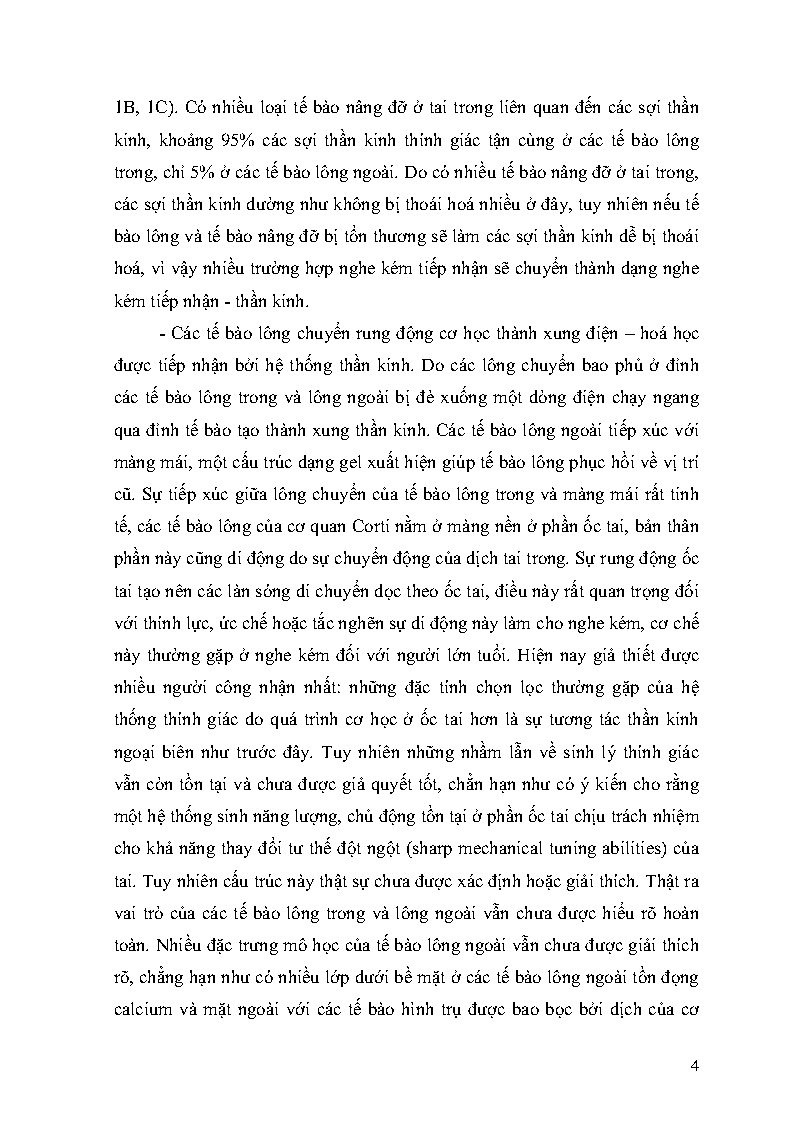 1B, 1C). Có nhiều loại tế bào nâng đỡ ở tai trong liên quan đến các sợi thần
kinh, khoảng 95% các sợi thần kinh thính giác tận cùng ở các tế bào lông
trong, chỉ 5% ở các tế bào lông ngoài. Do có nhiều tế bào nâng đỡ ở tai trong,
các sợi thần kinh dường như không bị thoái hoá nhiều ở đây, tuy nhiên nếu tế
bào lông và tế bào nâng đỡ bị tổn thương sẽ làm các sợi thần kinh dễ bị thoái
hoá, vì vậy nhiều trường hợp nghe kém tiếp nhận sẽ chuyển thành dạng nghe
kém tiếp nhận - thần kinh.
- Các tế bào lông chuyển rung động cơ học thành xung điện – hoá học
được tiếp nhận bởi hệ thống thần kinh. Do các lông chuyển bao phủ ở đỉnh
các tế bào lông trong và lông ngoài bị đè xuống một dòng điện chạy ngang
qua đỉnh tế bào tạo thành xung thần kinh. Các tế bào lông ngoài tiếp xúc với
màng mái, một cấu trúc dạng gel xuất hiện giúp tế bào lông phục hồi về vị trí
cũ. Sự tiếp xúc giữa lông chuyển của tế bào lông trong và màng mái rất tinh
tế, các tế bào lông của cơ quan Corti nằm ở màng nền ở phần ốc tai, bản thân
phần này cũng di động do sự chuyển động của dịch tai trong. Sự rung động ốc
tai tạo nên các làn sóng di chuyển dọc theo ốc tai, điều này rất quan trọng đối
với thính lực, ức chế hoặc tắc nghẽn sự di động này làm cho nghe kém, cơ chế
này thường gặp ở nghe kém đối với người lớn tuổi. Hiện nay giả thiết được
nhiều người công nhận nhất: những đặc tính chọn lọc thường gặp của hệ
thống thính giác do quá trình cơ học ở ốc tai hơn là sự tương tác thần kinh
ngoại biên như trước đây. Tuy nhiên những nhầm lẫn về sinh lý thính giác
vẫn còn tồn tại và chưa được giả quyết tốt, chẳn hạn như có ý kiến cho rằng
một hệ thống sinh năng lượng, chủ động tồn tại ở phần ốc tai chịu trách nhiệm
cho khả năng thay đổi tư thế đột ngột (sharp mechanical tuning abilities) của
tai. Tuy nhiên cấu trúc này thật sự chưa được xác định hoặc giải thích. Thật ra
vai trò của các tế bào lông trong và lông ngoài vẫn chưa được hiểu rõ hoàn
toàn. Nhiều đặc trưng mô học của tế bào lông ngoài vẫn chưa được giải thích
rõ, chẳng hạn như có nhiều lớp dưới bề mặt ở các tế bào lông ngoài tồn đọng
calcium và mặt ngoài với các tế bào hình trụ được bao bọc bởi dịch của cơ
4